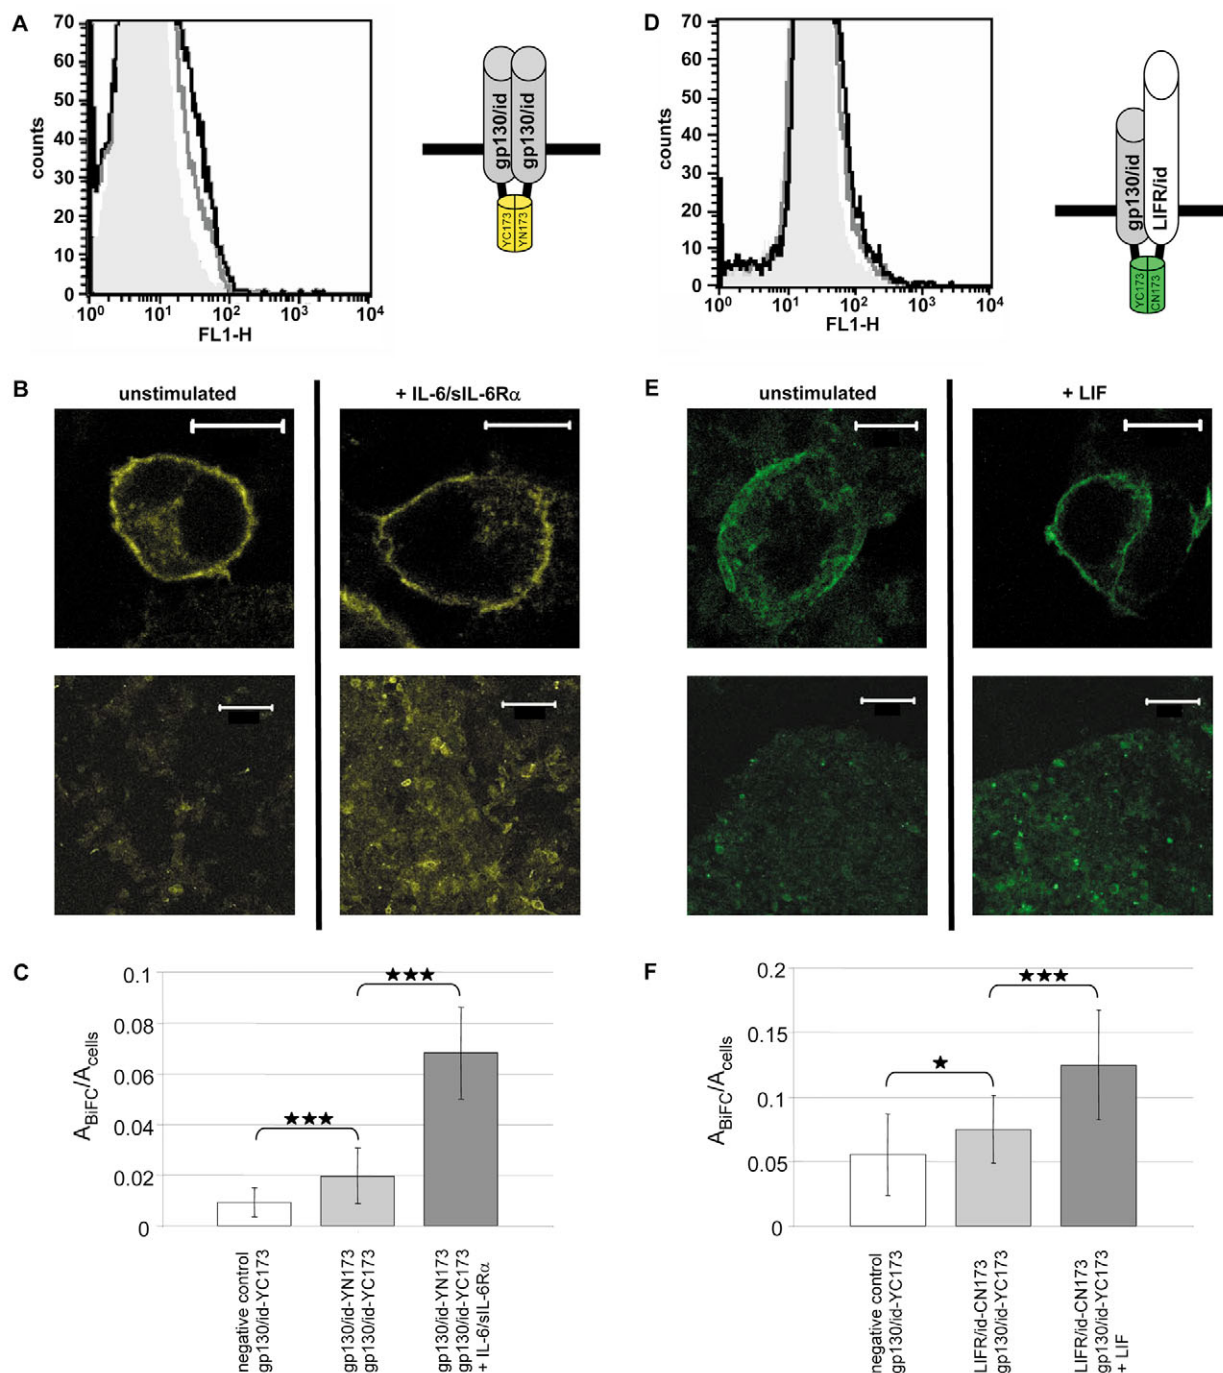 A
counts
70
60
50
40
30
20
10
0
10⁰ 10¹ 10² 10³ 10⁴
FL1-H
gp130/id
gp130/id
YC173
YN173
D
counts
70
60
50
40
30
20
10
0
10⁰ 10¹ 10² 10³ 10⁴
FL1-H
gp130/id
LIFR/id
YC173
CN173
B
unstimulated
+ IL-6/sIL-6Rα
E
unstimulated
+ LIF
C
A_BiFC/A_cells
0.1
0.08
0.06
0.04
0.02
0
★★★
★★★
negative control
gp130/id-YC173
gp130/id-YN173
gp130/id-YC173
gp130/id-YN173
gp130/id-YC173
+ IL-6/sIL-6Rα
F
A_BiFC/A_cells
0.2
0.15
0.1
0.05
0
★
★★★
negative control
gp130/id-YC173
LIFR/id-CN173
gp130/id-YC173
LIFR/id-CN173
gp130/id-YC173
+ LIF